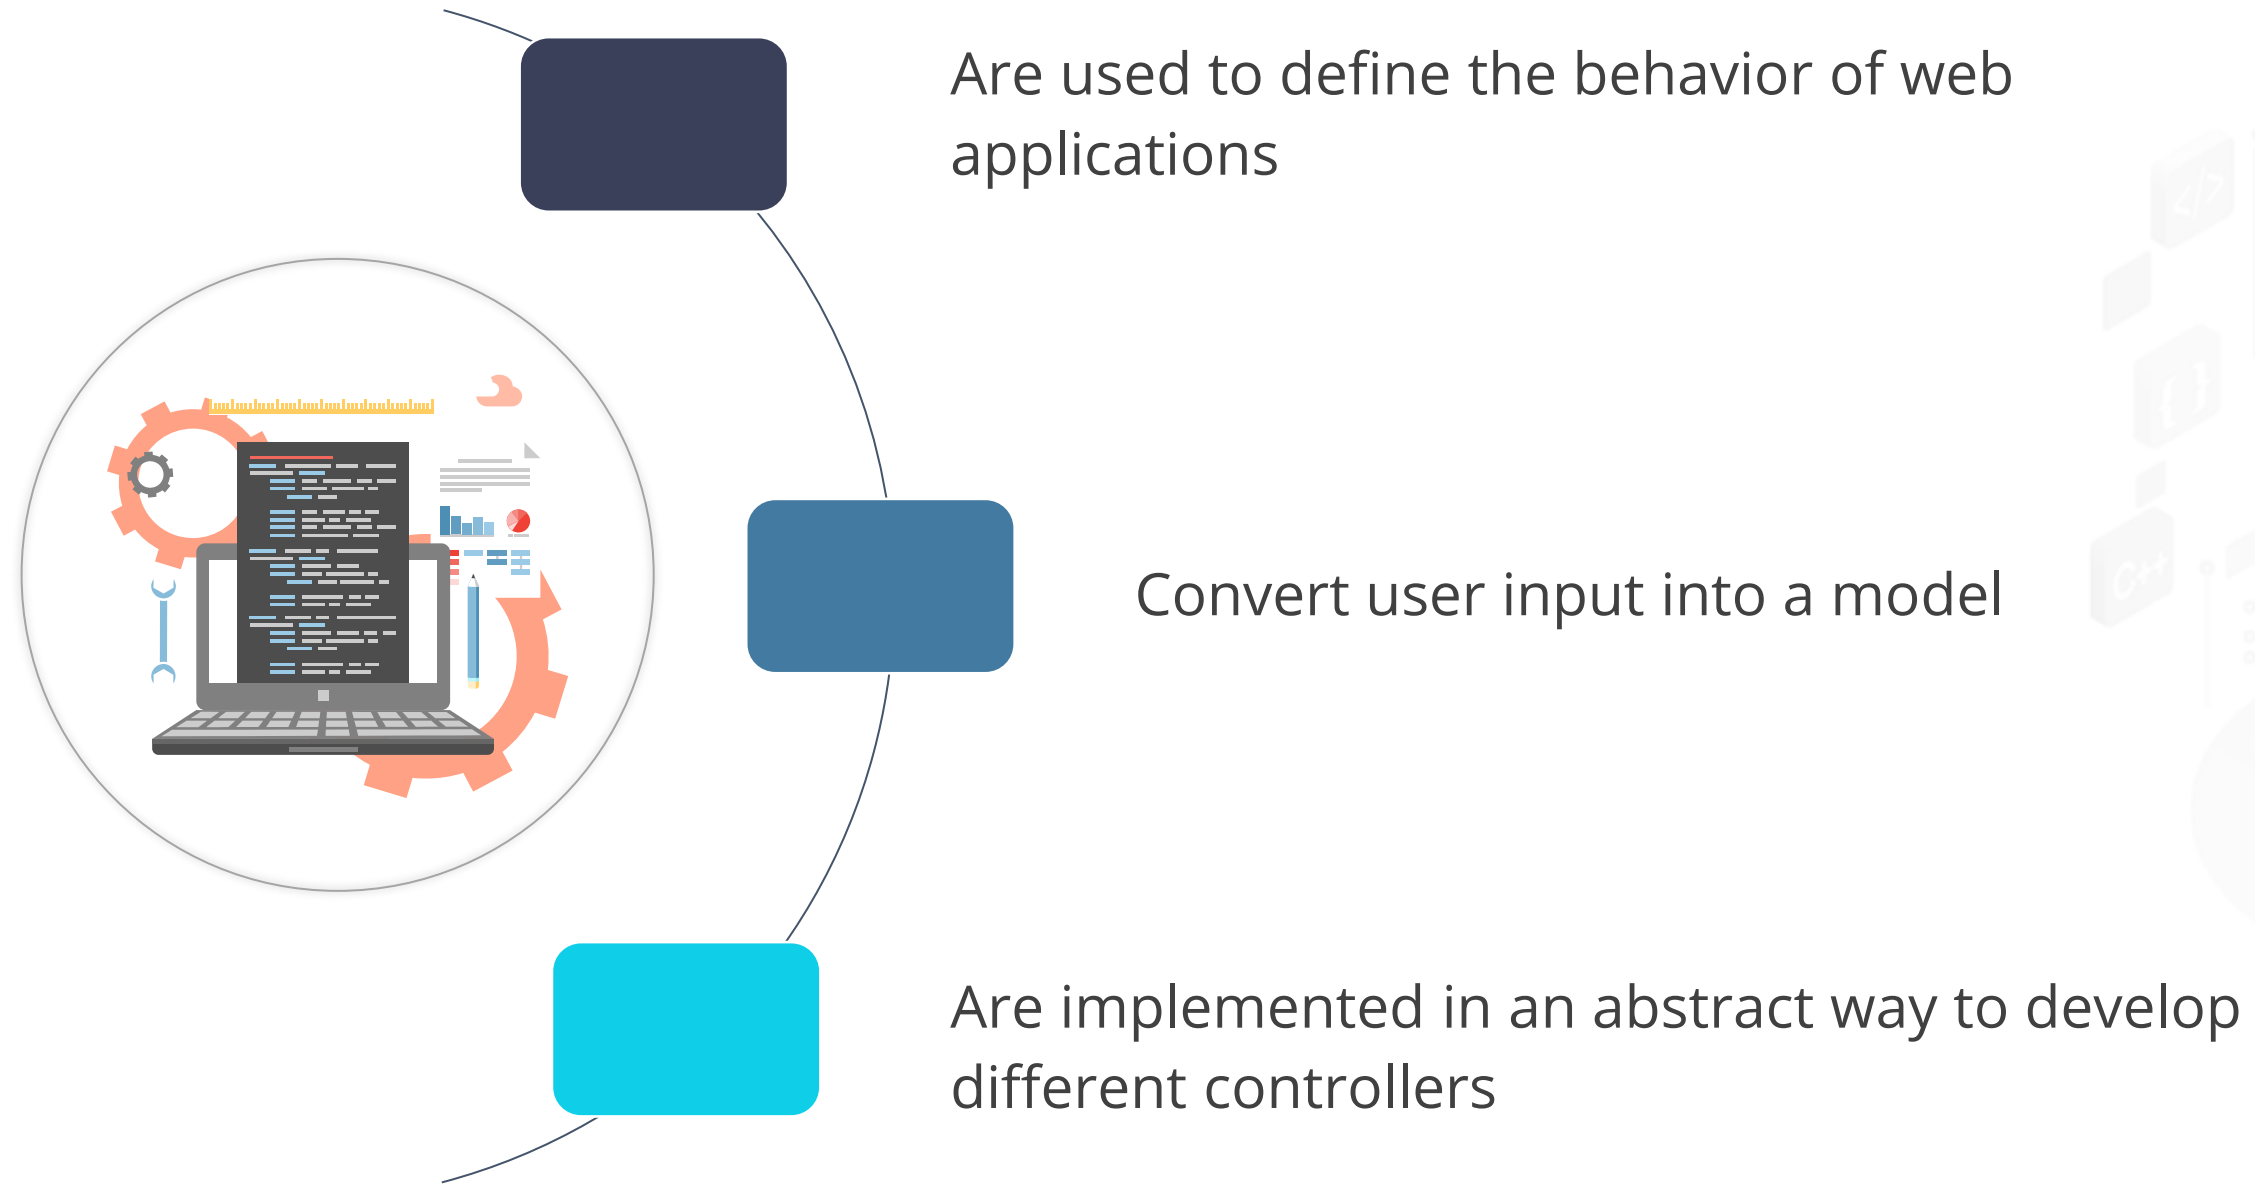 Are used to define the behavior of web
applications
</>
{ }
C++
Convert user input into a model
Are implemented in an abstract way to develop
different controllers